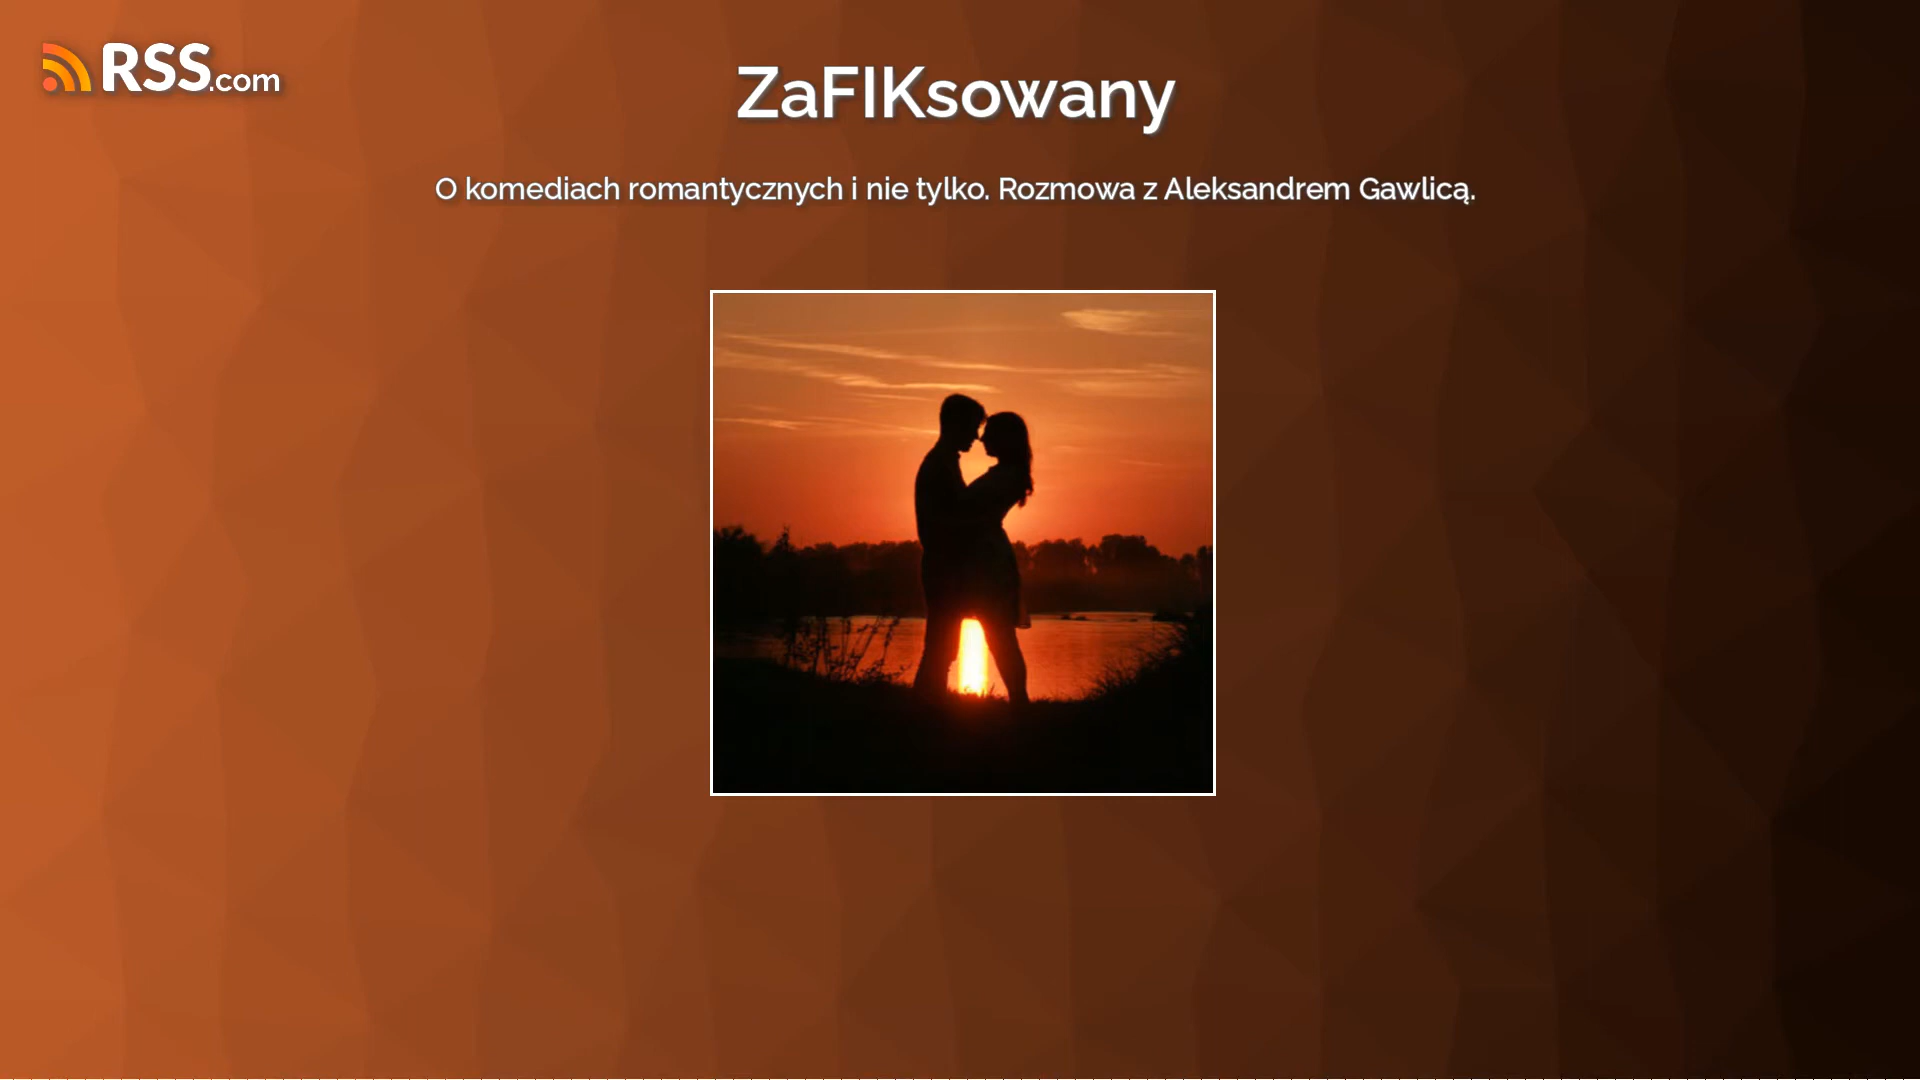 RSS.com
ZaFIKsowany
O komediach romantycznych i nie tylko. Rozmowa z Aleksandrem Gawlicą.